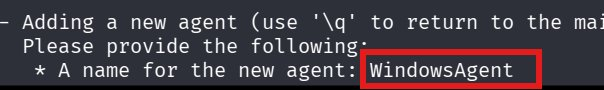 - Adding a new agent (use '\q' to return to the mai
Please provide the following:
* A name for the new agent: WindowsAgent